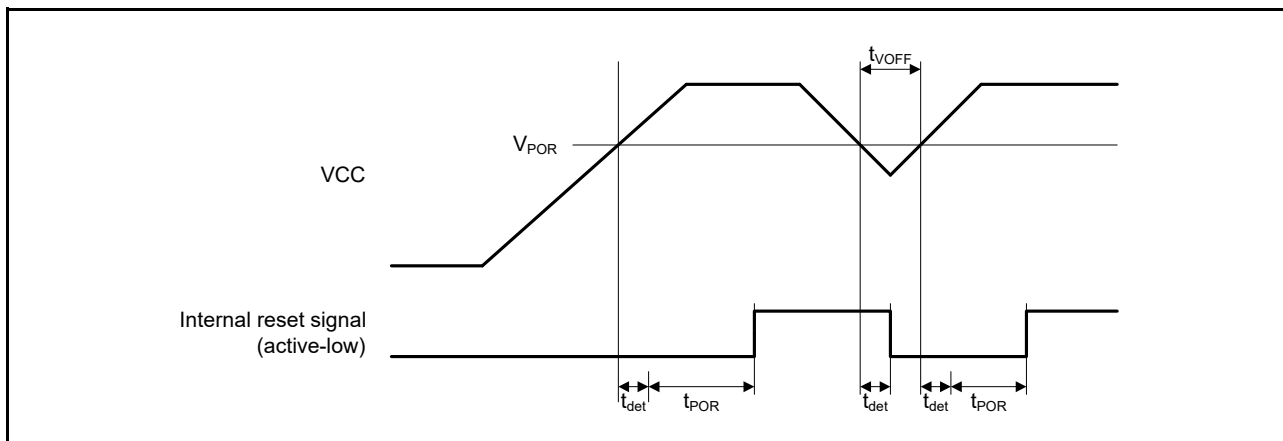 tVOFF
VPOR
VCC
Internal reset signal
(active-low)
tdet
tPOR
tdet
tdet
tPOR